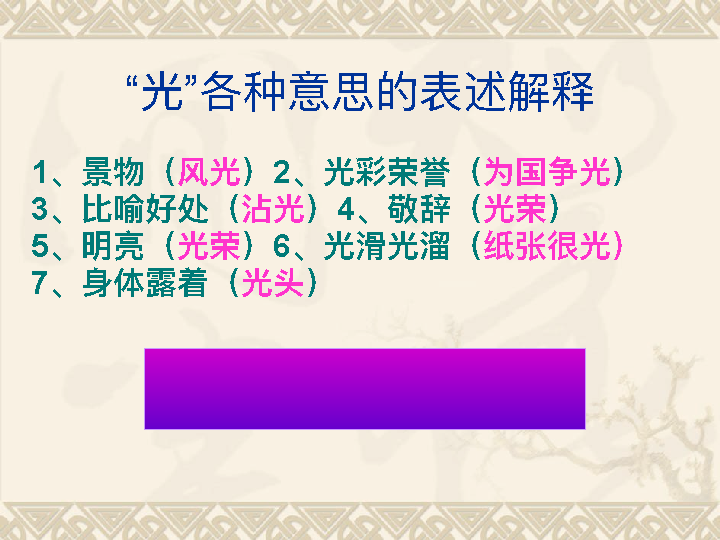 “光”各种意思的表述解释
1、景物（风光）2、光彩荣誉（为国争光）
3、比喻好处（沾光）4、敬辞（光荣）
5、明亮（光荣）6、光滑光溜（纸张很光）
7、身体露着（光头）